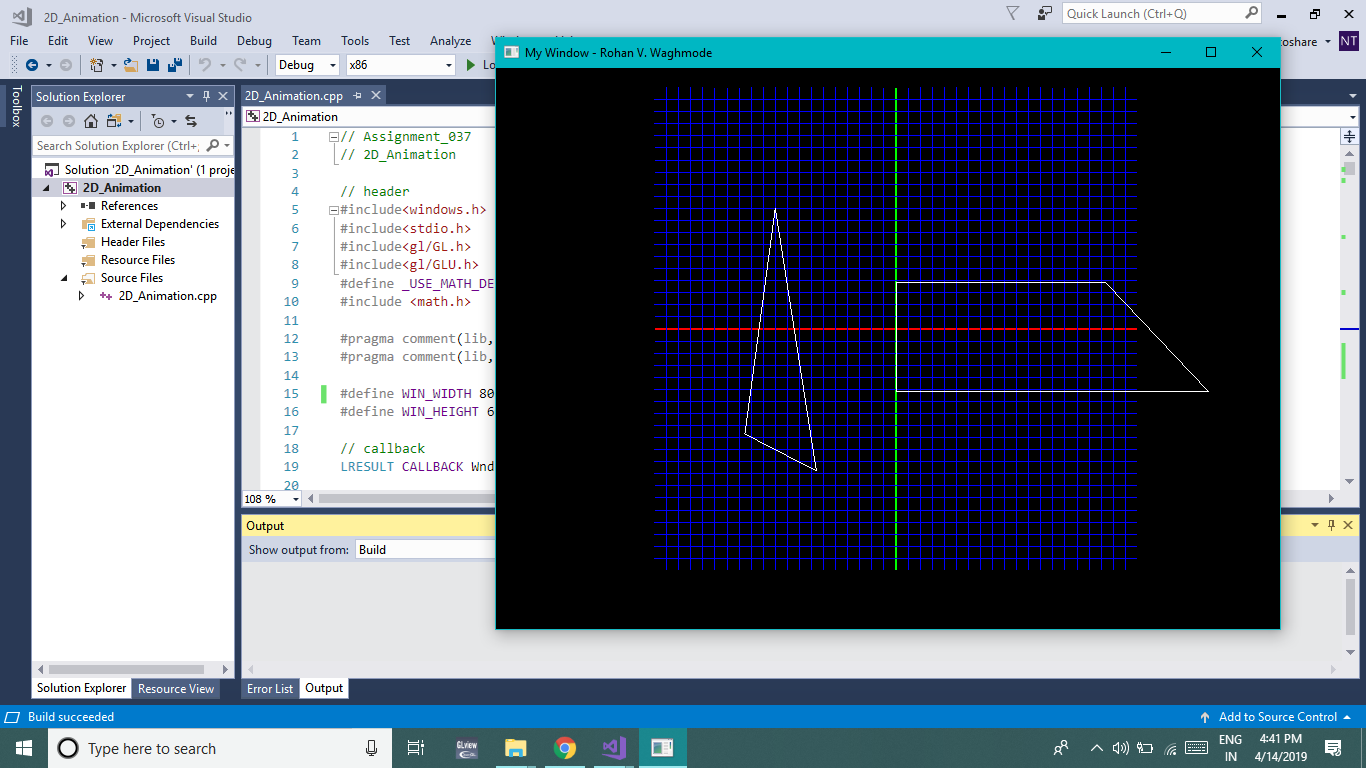 2D_Animation - Microsoft Visual Studio
Quick Launch (Ctrl+Q)
File Edit View Project Build Debug Team Tools Test Analyze
NT
Debug x86
My Window - Rohan V. Waghmode
Toolbox
Solution Explorer
Search Solution Explorer (Ctrl+;
Solution '2D_Animation' (1 proje
2D_Animation
References
External Dependencies
Header Files
Resource Files
Source Files
2D_Animation.cpp
2D_Animation.cpp
2D_Animation
1 // Assignment_037
2 // 2D_Animation
3
4 // header
5 #include<windows.h>
6 #include<stdio.h>
7 #include<gl/GL.h>
8 #include<gl/GLU.h>
9 #define _USE_MATH_DE
10 #include <math.h>
11
12 #pragma comment(lib,
13 #pragma comment(lib,
14
15 #define WIN_WIDTH 80
16 #define WIN_HEIGHT 6
17
18 // callback
19 LRESULT CALLBACK Wnd
20
108 %
Output
Show output from: Build
Solution Explorer Resource View
Error List Output
Build succeeded
Add to Source Control
Type here to search
GLview
ENG
IN
4:41 PM
4/14/2019